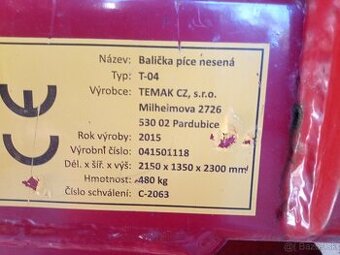 Název: Balička píce nesená
Typ: T-04
Výrobce: TEMAK CZ, s.r.o.
Milheimova 2726
530 02 Pardubice
Rok výroby: 2015
Výrobní číslo: 041501118
Dél. x šíř. x výš: 2150 x 1350 x 2300 mm
Hmotnost: 480 kg
Číslo schválení: C-2063
CE